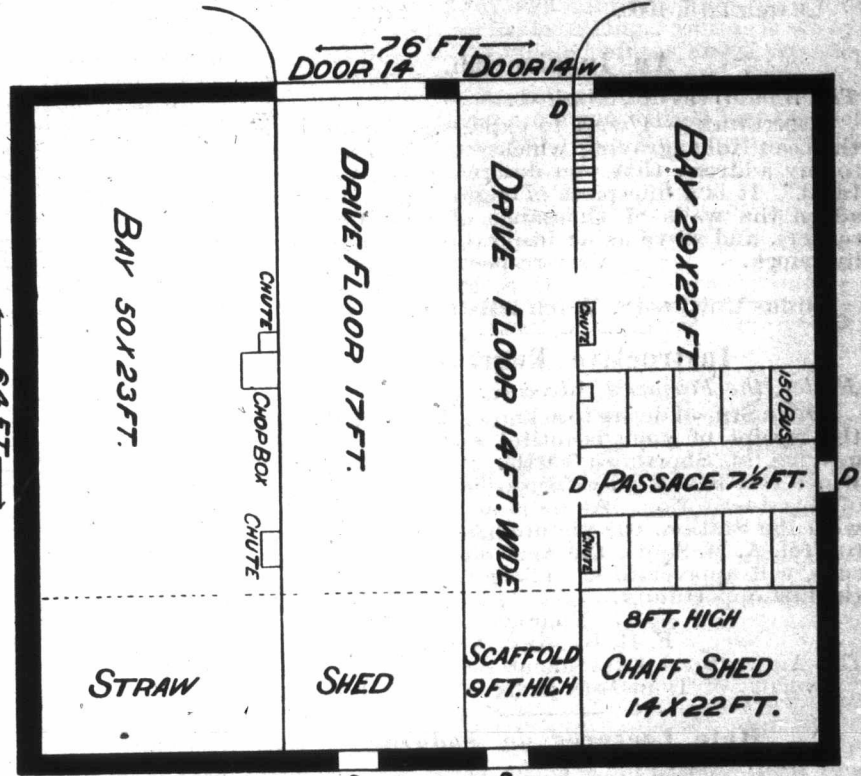 76 FT.
DOOR 14
DOOR 14 W
D
BAY 50 X 23 FT.
DRIVE FLOOR 17 FT.
DRIVE FLOOR 14 FT. WIDE
BAY 29 X 22 FT
64 FT.
CHUTE
CHOP BOX
CHUTE
CHUTE
150 BUS.
D PASSACE 7½ FT. D
CHUTE
8 FT. HIGH
STRAW
SHED
SCAFFOLD
9 FT. HIGH
CHAFF SHED
14 X 22 FT.